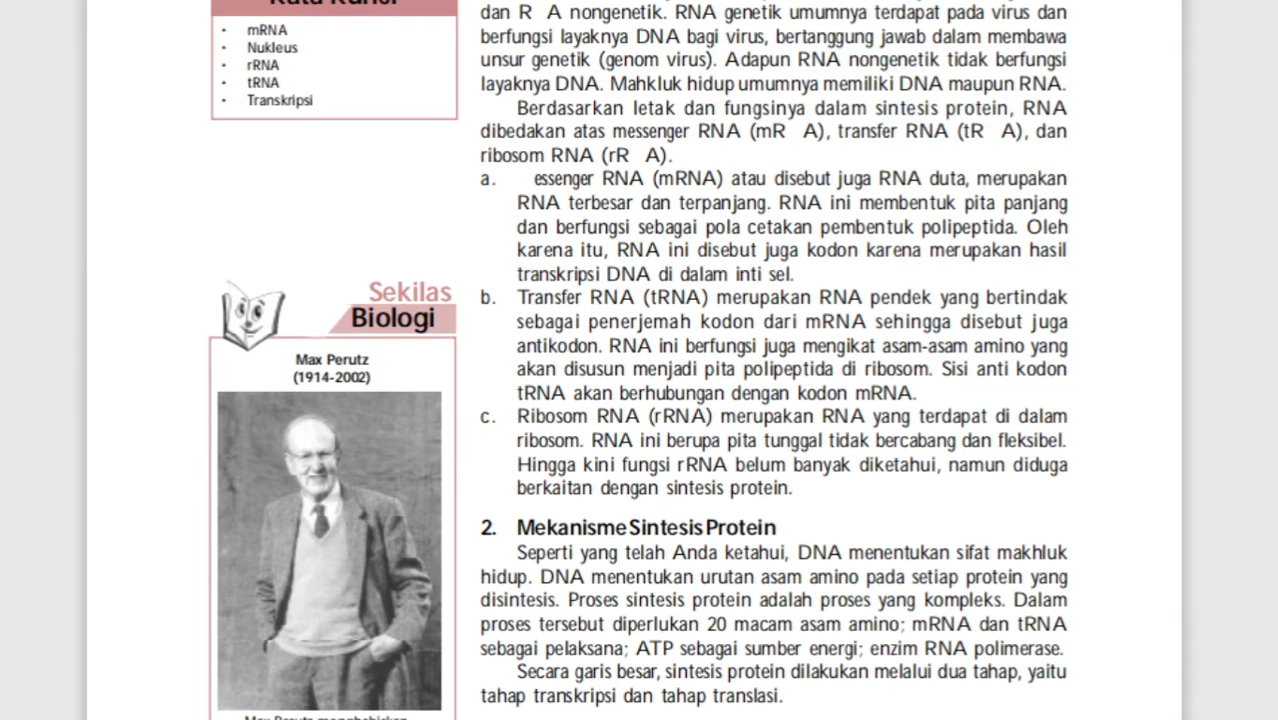 Kata Kunci
• mRNA
• Nukleus
• rRNA
• tRNA
• Transkripsi
Sekilas
Biologi
Max Perutz
(1914-2002)
dan R A nongenetik. RNA genetik umumnya terdapat pada virus dan
berfungsi layaknya DNA bagi virus, bertanggung jawab dalam membawa
unsur genetik (genom virus). Adapun RNA nongenetik tidak berfungsi
layaknya DNA. Mahkluk hidup umumnya memiliki DNA maupun RNA.
Berdasarkan letak dan fungsinya dalam sintesis protein, RNA
dibedakan atas messenger RNA (mR A), transfer RNA (tR A), dan
ribosom RNA (rR A).
a. essenger RNA (mRNA) atau disebut juga RNA duta, merupakan
RNA terbesar dan terpanjang. RNA ini membentuk pita panjang
dan berfungsi sebagai pola cetakan pembentuk polipeptida. Oleh
karena itu, RNA ini disebut juga kodon karena merupakan hasil
transkripsi DNA di dalam inti sel.
b. Transfer RNA (tRNA) merupakan RNA pendek yang bertindak
sebagai penerjemah kodon dari mRNA sehingga disebut juga
antikodon. RNA ini berfungsi juga mengikat asam-asam amino yang
akan disusun menjadi pita polipeptida di ribosom. Sisi anti kodon
tRNA akan berhubungan dengan kodon mRNA.
c. Ribosom RNA (rRNA) merupakan RNA yang terdapat di dalam
ribosom. RNA ini berupa pita tunggal tidak bercabang dan fleksibel.
Hingga kini fungsi rRNA belum banyak diketahui, namun diduga
berkaitan dengan sintesis protein.
2. Mekanisme Sintesis Protein
Seperti yang telah Anda ketahui, DNA menentukan sifat makhluk
hidup. DNA menentukan urutan asam amino pada setiap protein yang
disintesis. Proses sintesis protein adalah proses yang kompleks. Dalam
proses tersebut diperlukan 20 macam asam amino; mRNA dan tRNA
sebagai pelaksana; ATP sebagai sumber energi; enzim RNA polimerase.
Secara garis besar, sintesis protein dilakukan melalui dua tahap, yaitu
tahap transkripsi dan tahap translasi.